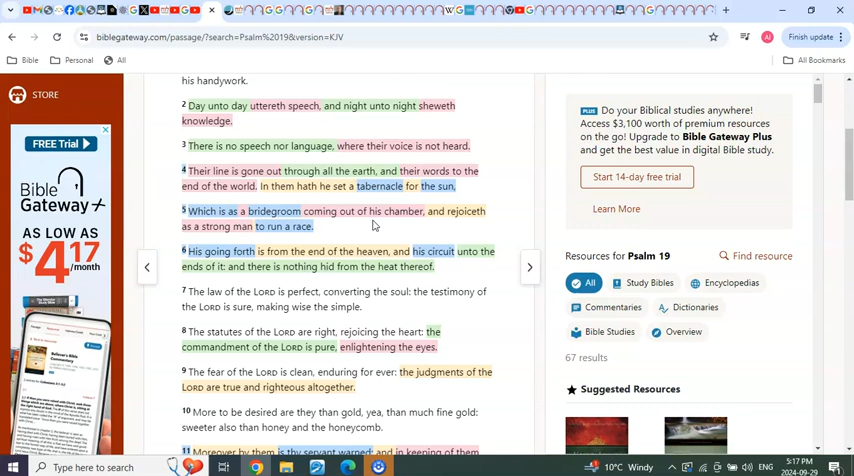 Finish update
biblegateway.com/passage/?search=Psalm%2019&version=KJV
AI
Bible
Personal
All
All Bookmarks
STORE
FREE Trial
Bible
Gateway+
AS LOW AS
$4.17
/month
his handywork.
2 Day unto day uttereth speech, and night unto night sheweth
knowledge.
3 There is no speech nor language, where their voice is not heard.
4 Their line is gone out through all the earth, and their words to the
end of the world. In them hath he set a tabernacle for the sun,
5 Which is as a bridegroom coming out of his chamber, and rejoiceth
as a strong man to run a race.
6 His going forth is from the end of the heaven, and his circuit unto the
ends of it: and there is nothing hid from the heat thereof.
7 The law of the LORD is perfect, converting the soul: the testimony of
the LORD is sure, making wise the simple.
8 The statutes of the LORD are right, rejoicing the heart: the
commandment of the LORD is pure, enlightening the eyes.
9 The fear of the LORD is clean, enduring for ever: the judgments of the
LORD are true and righteous altogether.
10 More to be desired are they than gold, yea, than much fine gold:
sweeter also than honey and the honeycomb.
11 Moreover by them is thy servant warned: and in keeping of them
PLUS Do your Biblical studies anywhere!
Access $3,100 worth of premium resources
on the go! Upgrade to Bible Gateway Plus
and get the best value in digital Bible study.
Start 14-day free trial
Learn More
Resources for Psalm 19
Find resource
All
Study Bibles
Encyclopedias
Commentaries
Dictionaries
Bible Studies
Overview
67 results
Suggested Resources
Type here to search
10°C Windy
ENG
5:17 PM
2024-09-29